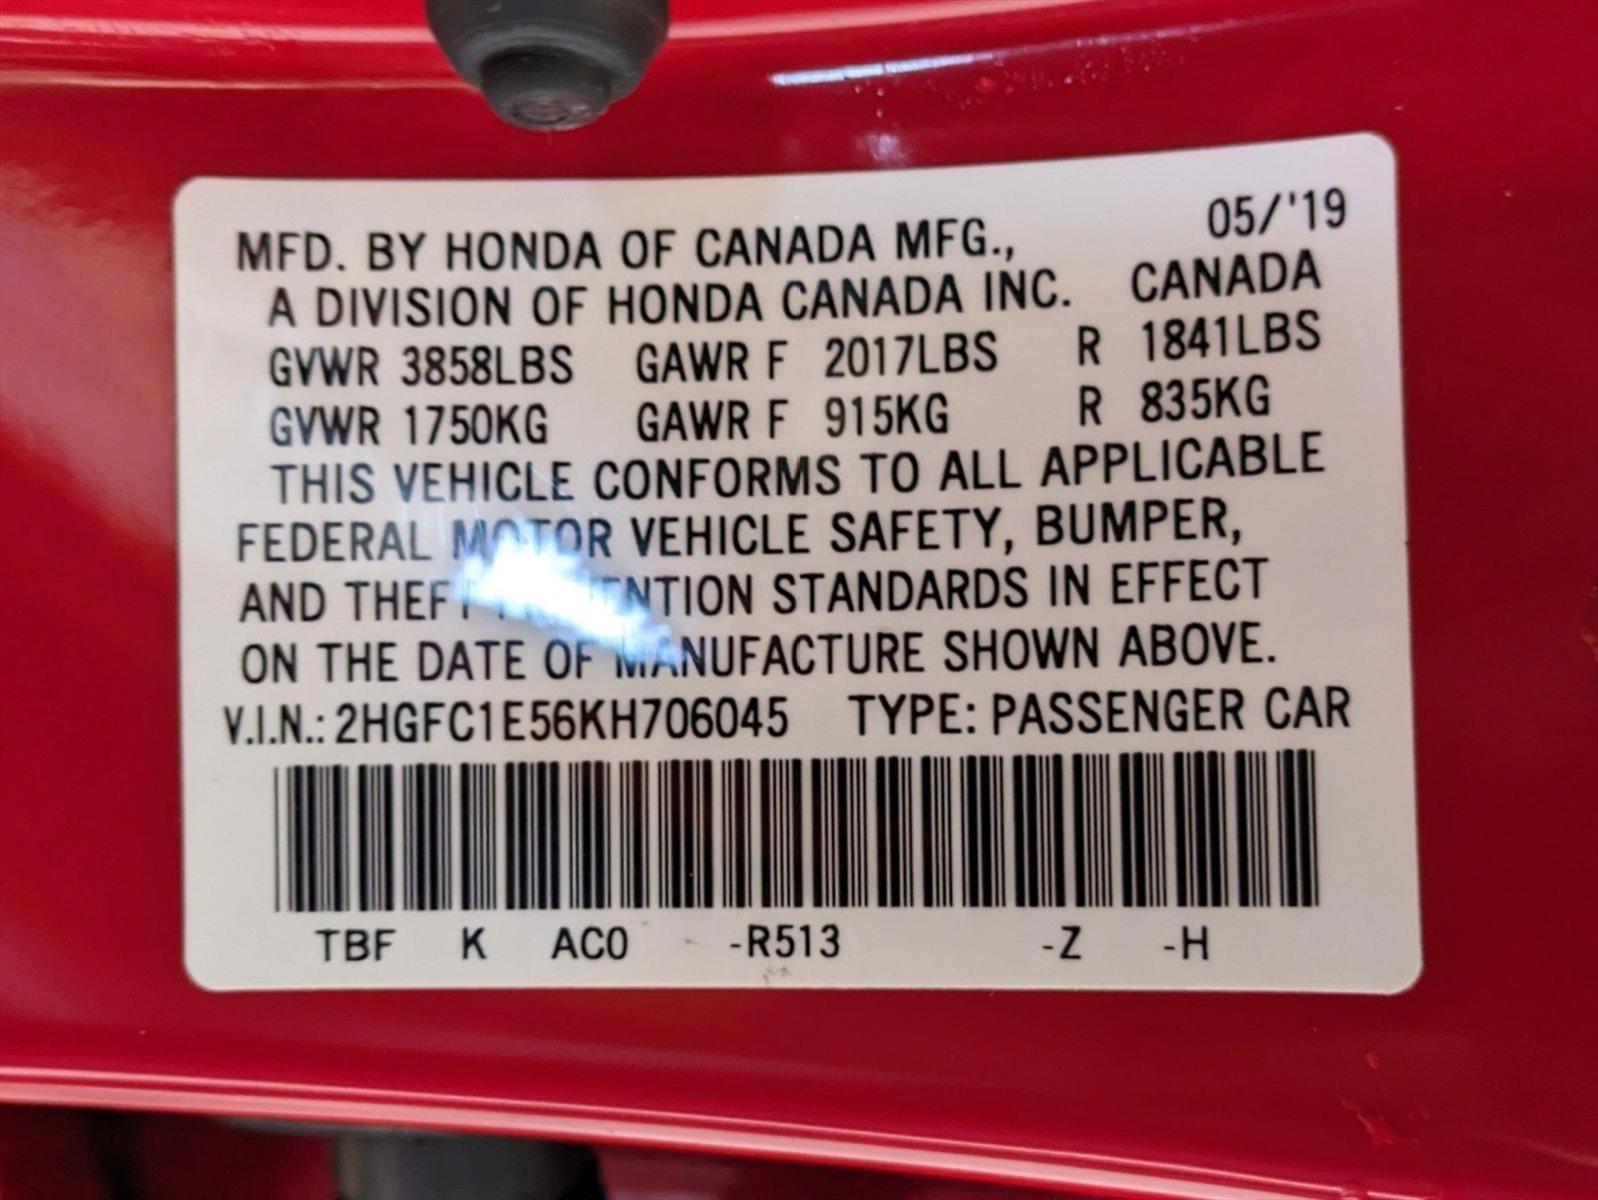 05/'19
MFD. BY HONDA OF CANADA MFG.,
A DIVISION OF HONDA CANADA INC. CANADA
GVWR 3858LBS GAWR F 2017LBS R 1841LBS
GVWR 1750KG GAWR F 915KG R 835KG
THIS VEHICLE CONFORMS TO ALL APPLICABLE
FEDERAL MOTOR VEHICLE SAFETY, BUMPER,
AND THEFT STANDARDS IN EFFECT
ON THE DATE OF MANUFACTURE SHOWN ABOVE.
V.I.N.: 2HGFC1E56KH706045 TYPE: PASSENGER CAR
TBF K AC0 -R513 -Z -H